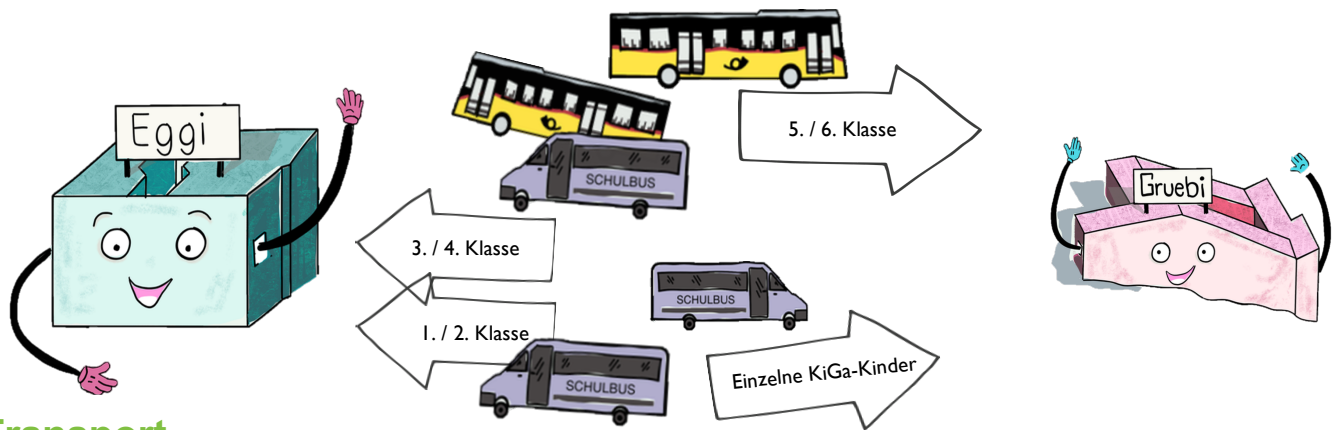 Eggi
5. / 6. Klasse
Gruebi
SCHULBUS
3. / 4. Klasse
SCHULBUS
1. / 2. Klasse
SCHULBUS
Einzelne KiGa-Kinder